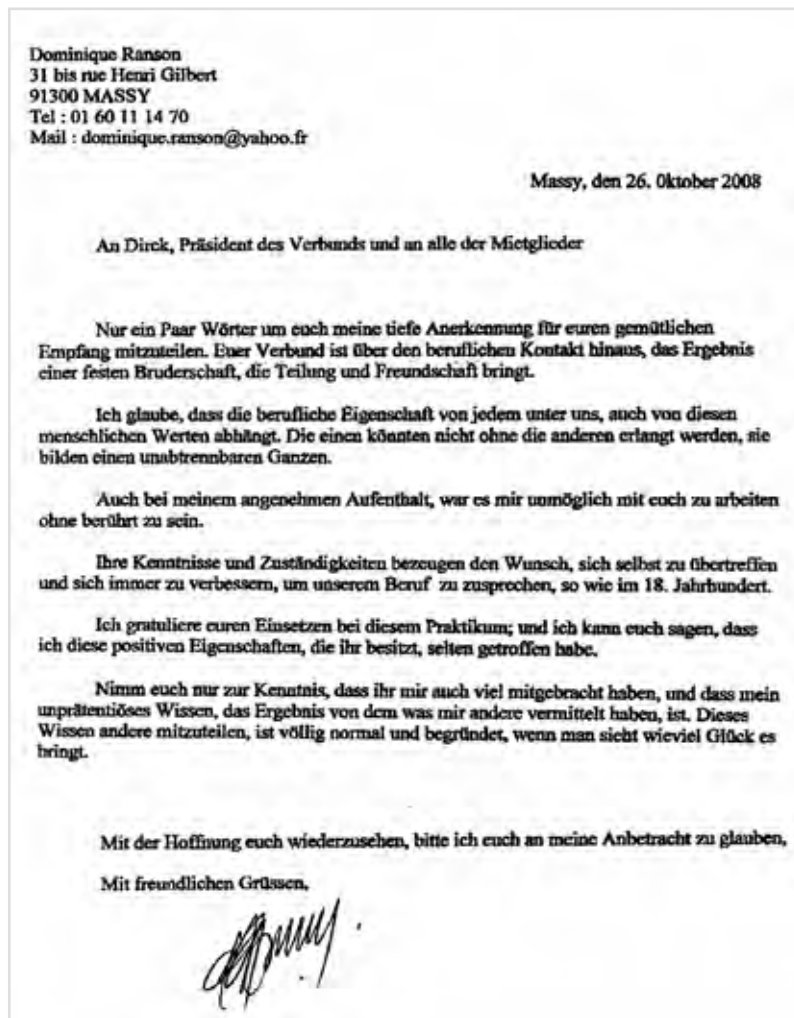 Dominique Ranson
31 bis rue Henri Gilbert
91300 MASSY
Tel : 01 60 11 14 70
Mail : dominique.ranson@yahoo.fr
Massy, den 26. 0ktober 2008
An Dirck, Präsident des Verbunds und an alle der Mietglieder
Nur ein Paar Wörter um euch meine tiefe Anerkennung für euren gemütlichen
Empfang mitzuteilen. Euer Verbund ist über den beruflichen Kontakt hinaus, das Ergebnis
einer festen Bruderschaft, die Teilung und Freundschaft bringt.
Ich glaube, dass die berufliche Eigenschaft von jedem unter uns, auch von diesen
menschlichen Werten abhängt. Die einen könnten nicht ohne die anderen erlangt werden, sie
bilden einen unabtrennbaren Ganzen.
Auch bei meinem angenehmen Aufenthalt, war es mir unmöglich mit euch zu arbeiten
ohne berührt zu sein.
Ihre Kenntnisse und Zuständigkeiten bezeugen den Wunsch, sich selbst zu übertreffen
und sich immer zu verbessern, um unserem Beruf zu zusprechen, so wie im 18. Jahrhundert.
Ich gratuliere euren Einsetzen bei diesem Praktikum; und ich kann euch sagen, dass
ich diese positiven Eigenschaften, die ihr besitzt, selten getroffen habe.
Nimm euch nur zur Kenntnis, dass ihr mir auch viel mitgebracht haben, und dass mein
unprätentiöses Wissen, das Ergebnis von dem was mir andere vermittelt haben, ist. Dieses
Wissen andere mitzuteilen, ist völlig normal und begründet, wenn man sieht wieviel Glück es
bringt.
Mit der Hoffnung euch wiederzusehen, bitte ich euch an meine Anbetracht zu glauben,
Mit freundlichen Grüssen,